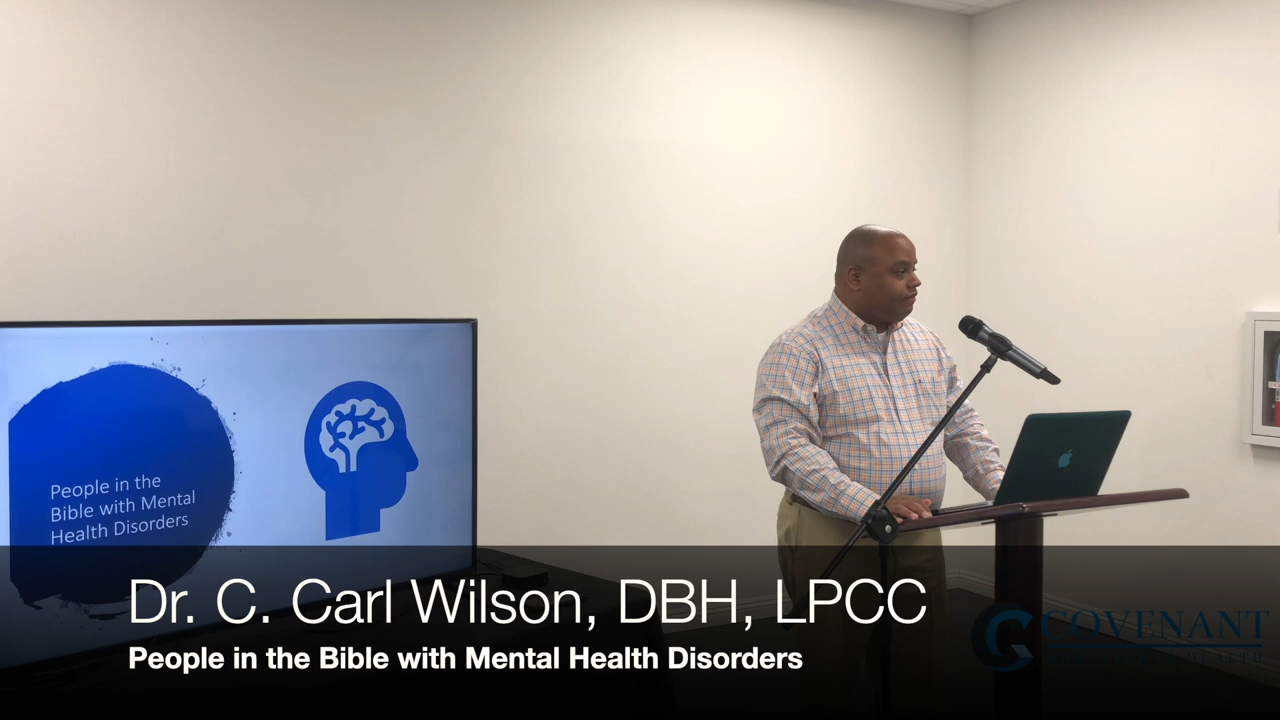 People in the
Bible with Mental
Health Disorders
Dr. C. Carl Wilson, DBH, LPCC
People in the Bible with Mental Health Disorders
COVENANT